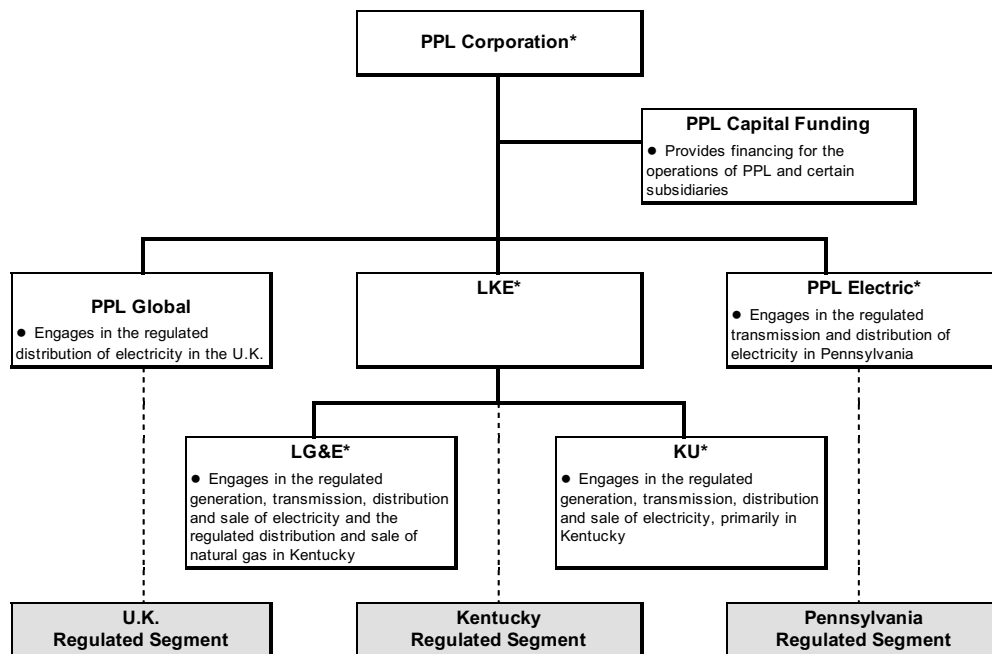 PPL Corporation*
PPL Capital Funding
● Provides financing for the
operations of PPL and certain
subsidiaries
PPL Global
● Engages in the regulated
distribution of electricity in the U.K.
LKE*
PPL Electric*
● Engages in the regulated
transmission and distribution of
electricity in Pennsylvania
LG&E*
● Engages in the regulated
generation, transmission, distribution
and sale of electricity and the
regulated distribution and sale of
natural gas in Kentucky
KU*
● Engages in the regulated
generation, transmission, distribution
and sale of electricity, primarily in
Kentucky
U.K.
Regulated Segment
Kentucky
Regulated Segment
Pennsylvania
Regulated Segment